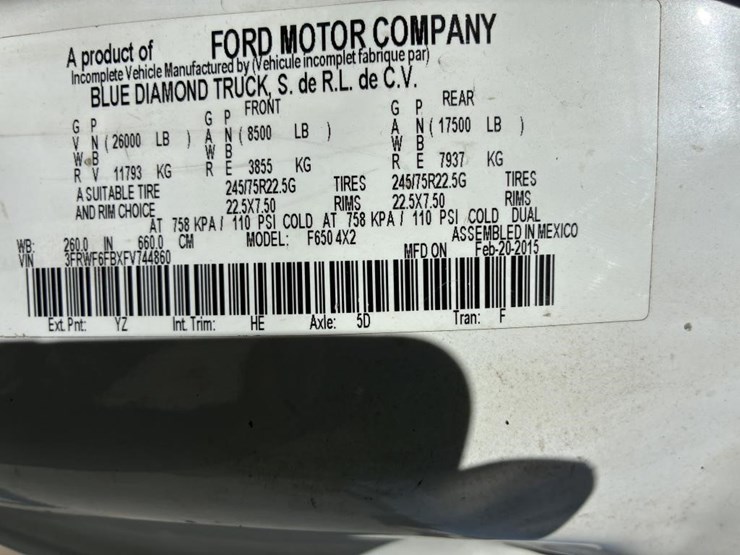 A product of FORD MOTOR COMPANY
Incomplete Vehicle Manufactured by (Vehicule incomplet fabrique par)
BLUE DIAMOND TRUCK, S. de R.L. de C.V.
FRONT REAR
G P G P G P
V N ( 26000 LB ) A N ( 8500 LB ) A N ( 17500 LB )
W B W B W B
R V 11793 KG R E 3855 KG R E 7937 KG
A SUITABLE TIRE 245/75R22.5G TIRES 245/75R22.5G TIRES
AND RIM CHOICE 22.5X7.50 RIMS 22.5X7.50 RIMS
AT 758 KPA / 110 PSI COLD AT 758 KPA / 110 PSI COLD DUAL
WB: 260.0 IN 660.0 CM MODEL: F650 4X2 ASSEMBLED IN MEXICO
VIN 3FRWF6FBXFV744860 MFD ON Feb-20-2015
Ext. Pnt: YZ Int. Trim: HE Axle: 5D Tran: F